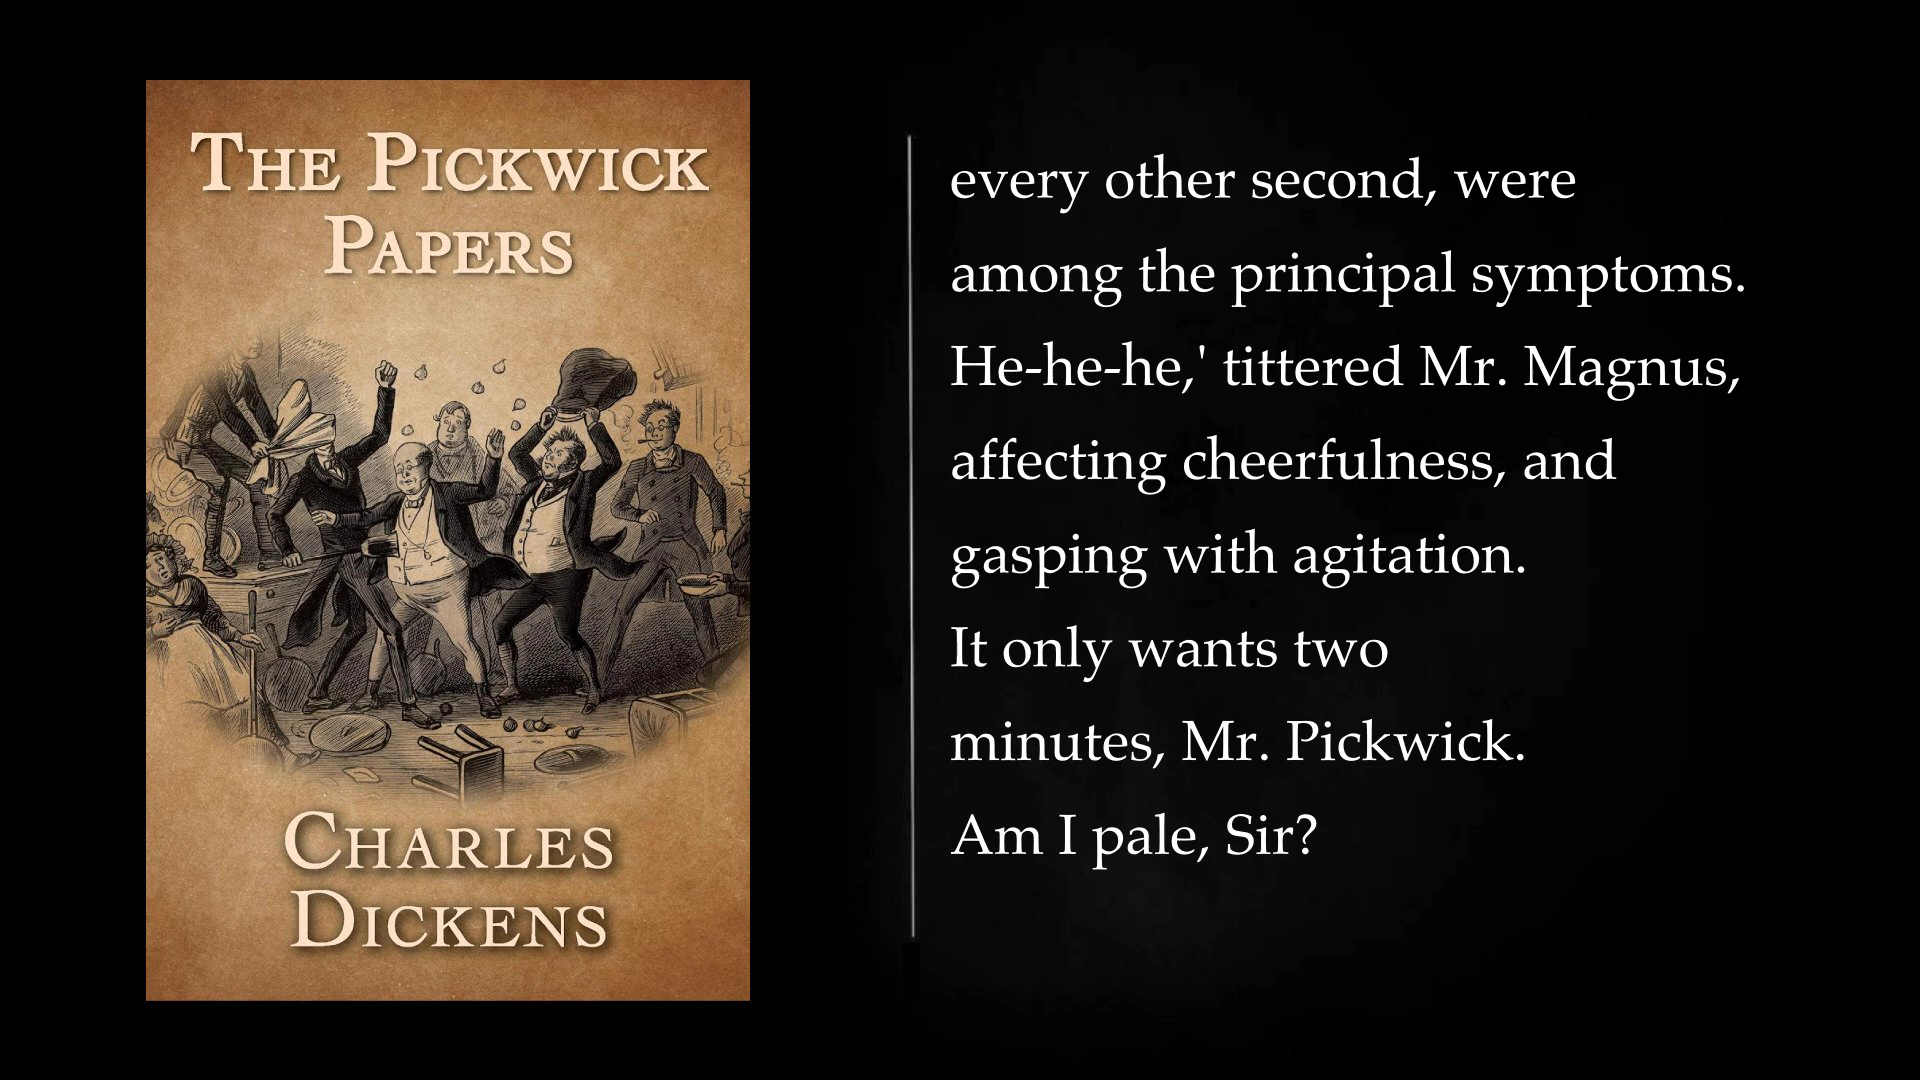 THE PICKWICK
PAPERS
CHARLES
DICKENS
every other second, were
among the principal symptoms.
He-he-he,' tittered Mr. Magnus,
affecting cheerfulness, and
gasping with agitation.
It only wants two
minutes, Mr. Pickwick.
Am I pale, Sir?